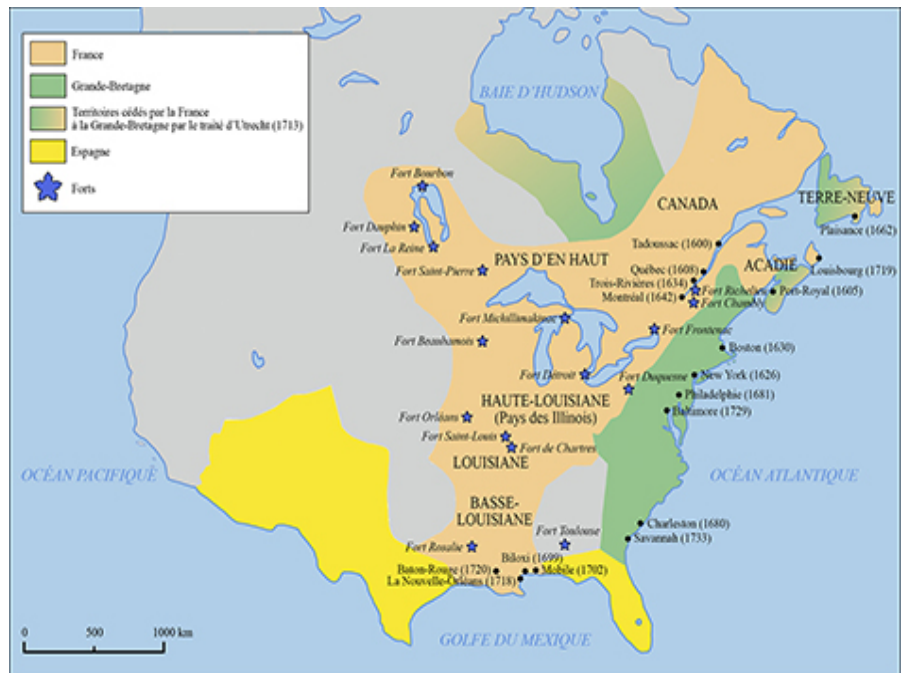 France
Grande-Bretagne
Territoires cédés par la France
à la Grande-Bretagne par le traité d'Utrecht (1713)
Espagne
Forts
BAIE D'HUDSON
Fort Bourbon
CANADA
TERRE-NEUVE
Fort Dauphin
Plaisance (1662)
Fort La Reine
Tadoussac (1600)
PAYS D'EN HAUT
ACADIE
Fort Saint-Pierre
Québec (1608)
Louisbourg (1719)
Trois-Rivières (1634)
Fort Richelieu
Port-Royal (1605)
Montréal (1642)
Fort Chambly
Fort Michillimakinac
Fort Frontenac
Fort Beauharnois
Boston (1630)
Fort Détroit
Fort Duquesne
New York (1626)
Philadelphie (1681)
HAUTE-LOUISIANE
(Pays des Illinois)
Baltimore (1729)
Fort Orléans
Fort Saint-Louis
Fort de Chartres
LOUISIANE
OCÉAN PACIFIQUE
OCÉAN ATLANTIQUE
BASSE-
LOUISIANE
Charleston (1680)
Fort Toulouse
Savannah (1733)
Fort Rosalie
Biloxi (1699)
Baton-Rouge (1720)
Mobile (1702)
La Nouvelle-Orléans (1718)
GOLFE DU MEXIQUE
0 500 1000 km